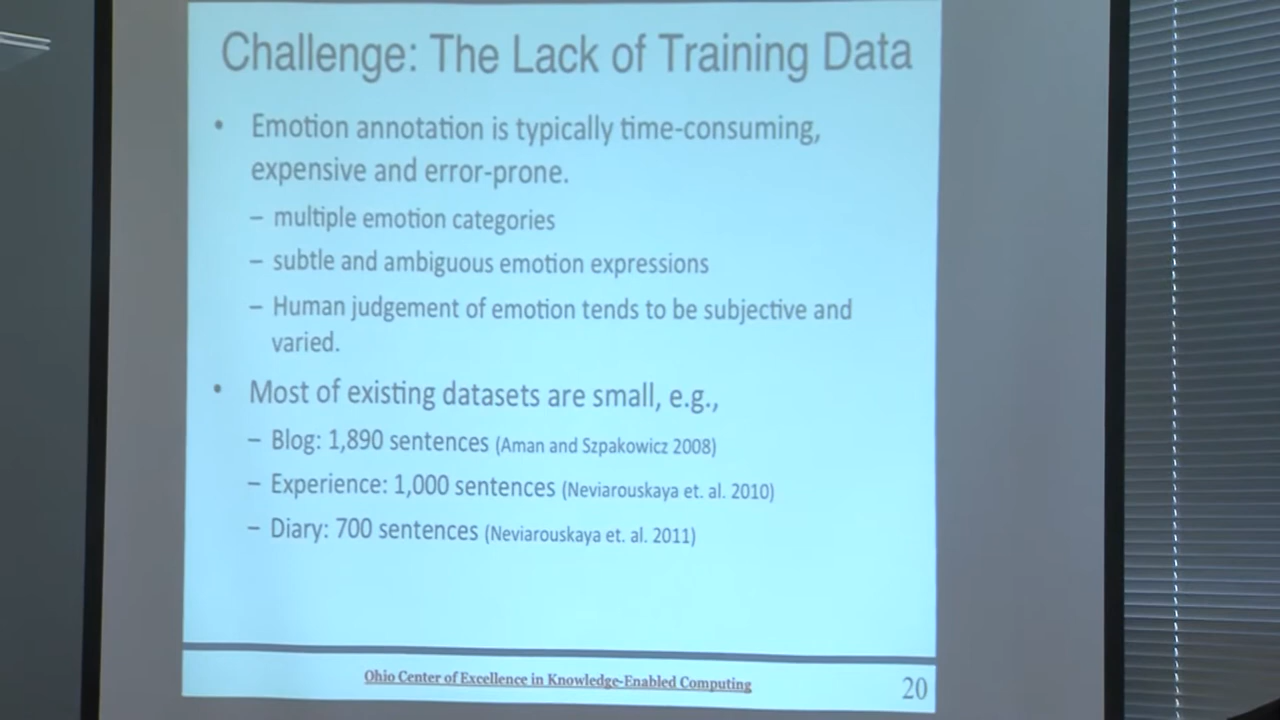 Challenge: The Lack of Training Data
• Emotion annotation is typically time-consuming,
expensive and error-prone.
– multiple emotion categories
– subtle and ambiguous emotion expressions
– Human judgement of emotion tends to be subjective and
varied.
• Most of existing datasets are small, e.g.,
– Blog: 1,890 sentences (Aman and Szpakowicz 2008)
– Experience: 1,000 sentences (Neviarouskaya et. al. 2010)
– Diary: 700 sentences (Neviarouskaya et. al. 2011)
Ohio Center of Excellence in Knowledge-Enabled Computing
20